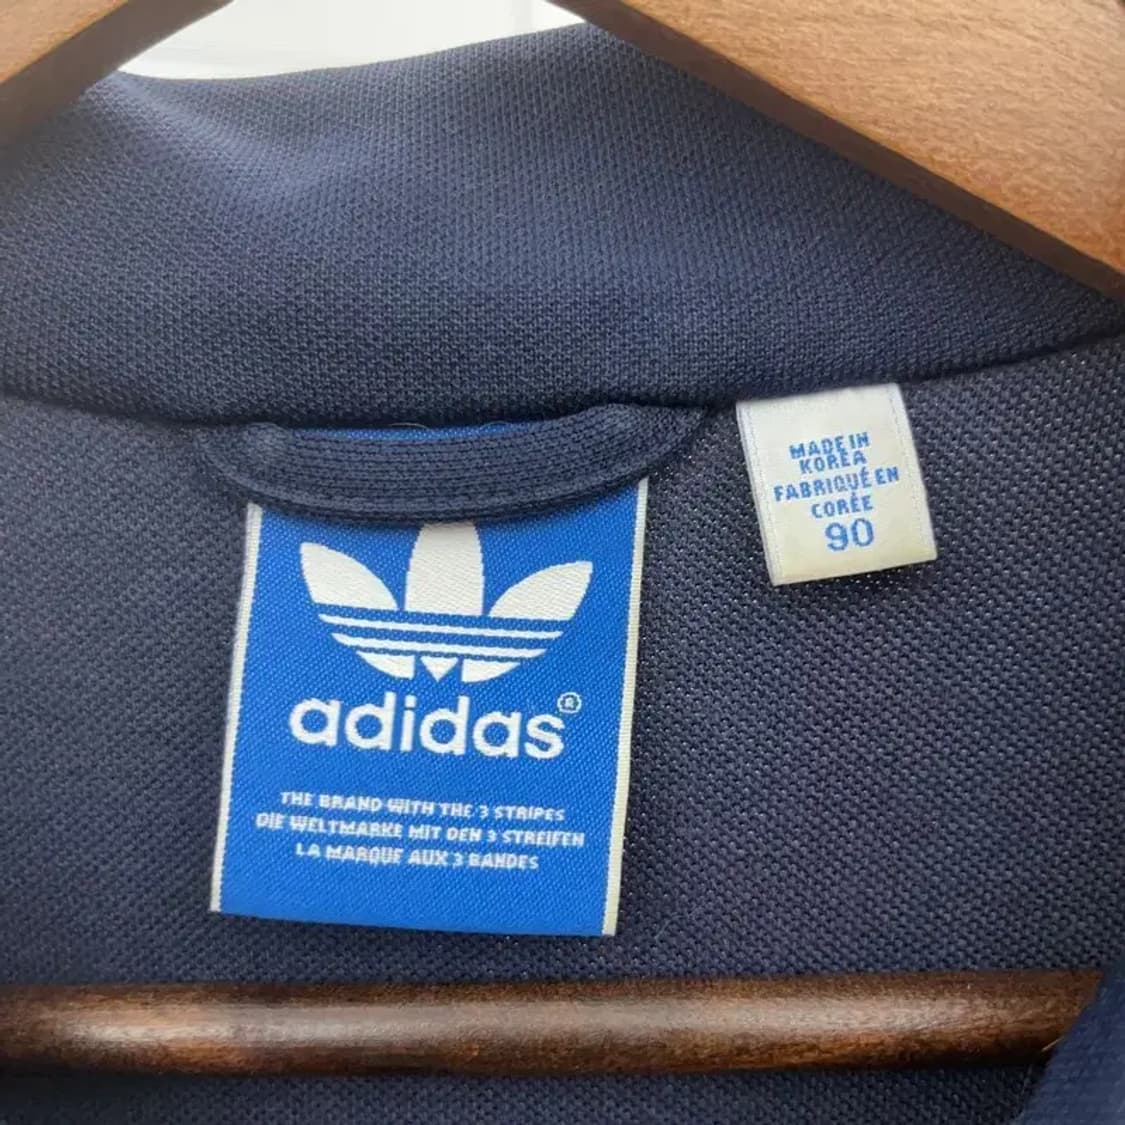 MADE IN
KOREA
FABRIQUÉ EN
CORÉE
90
adidas®
THE BRAND WITH THE 3 STRIPES
DIE WELTMARKE MIT DEN 3 STREIFEN
LA MARQUE AUX 3 BANDES